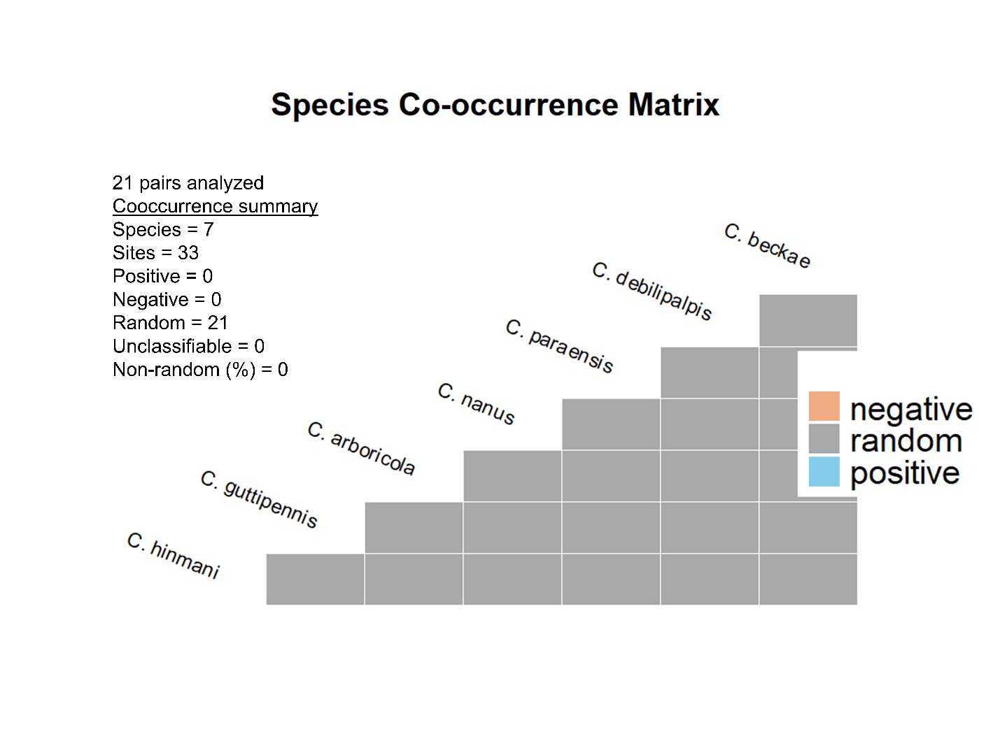 Species Co-occurrence Matrix
21 pairs analyzed
Cooccurrence summary
Species = 7
Sites = 33
Positive = 0
Negative = 0
Random = 21
Unclassifiable = 0
Non-random (%) = 0
C. beckae
C. debilipalpis
C. paraensis
C. nanus
C. arboricola
C. guttipennis
C. hinmani
negative
random
positive